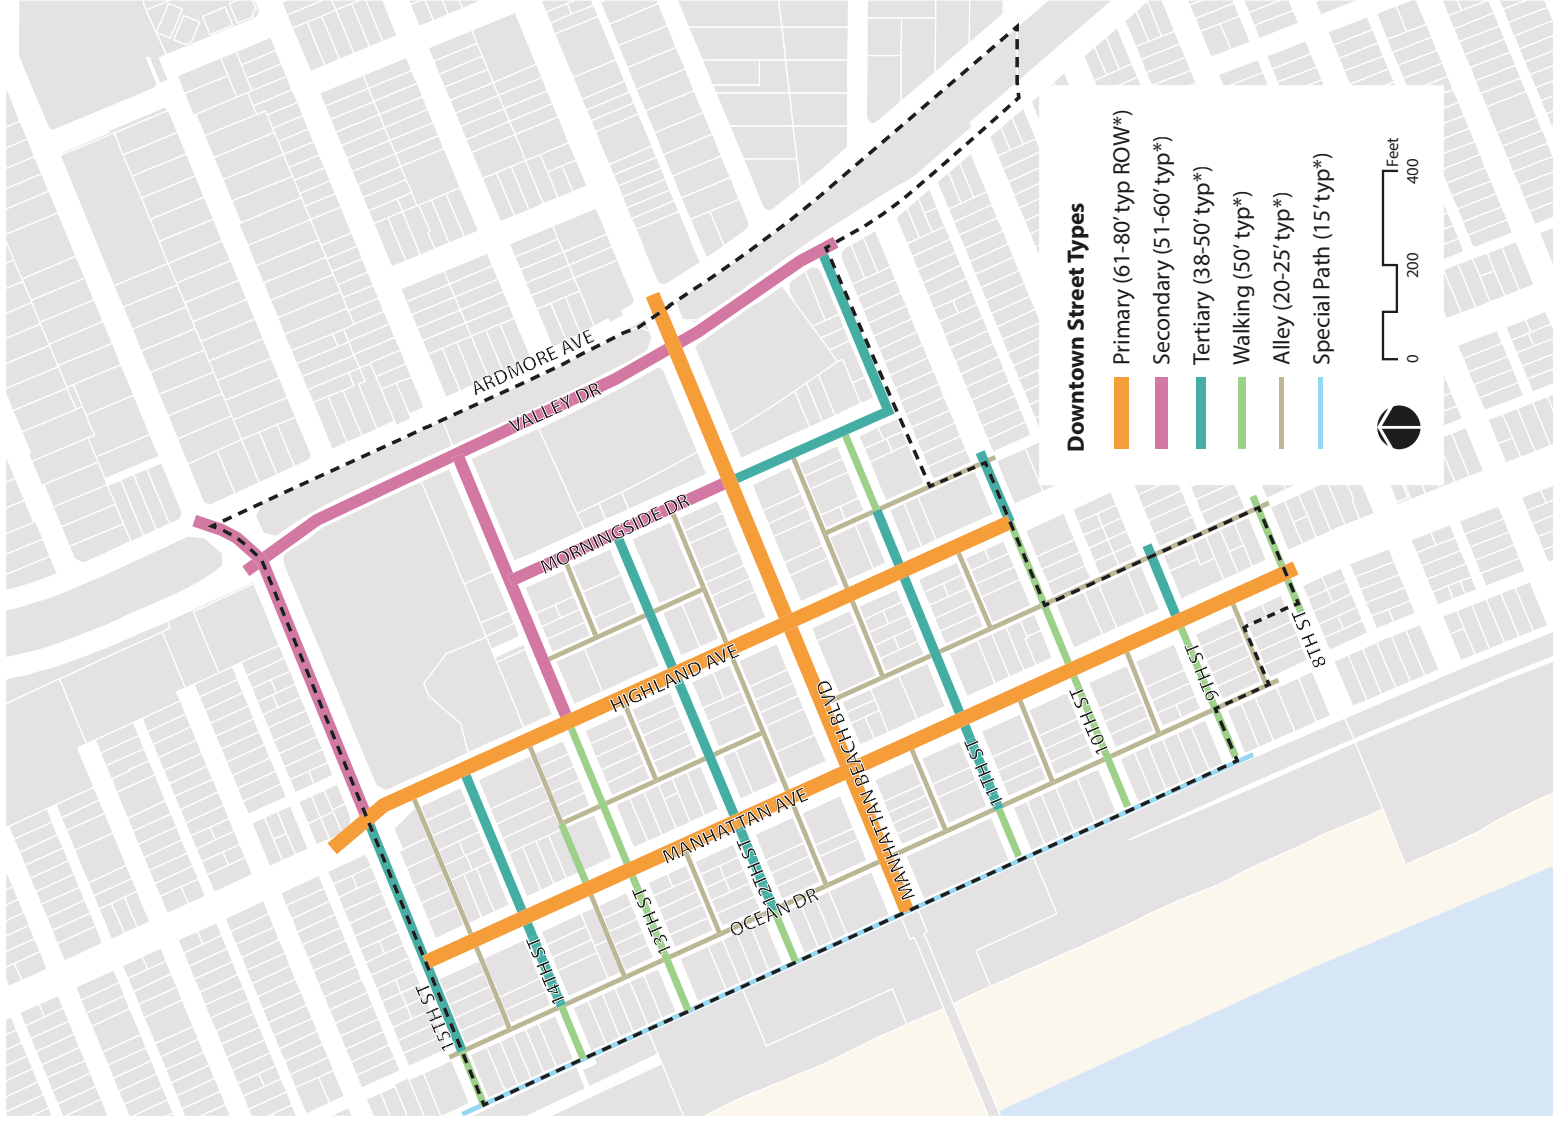 ARDMORE AVE
VALLEY DR
MORNINGSIDE DR
HIGHLAND AVE
MANHATTAN AVE
MANHATTAN BEACH BLVD
OCEAN DR
15TH ST
14TH ST
13TH ST
12TH ST
11TH ST
10TH ST
9TH ST
8TH ST
Downtown Street Types
Primary (61-80' typ ROW*)
Secondary (51-60' typ*)
Tertiary (38-50' typ*)
Walking (50' typ*)
Alley (20-25' typ*)
Special Path (15' typ*)
Feet
0 200 400